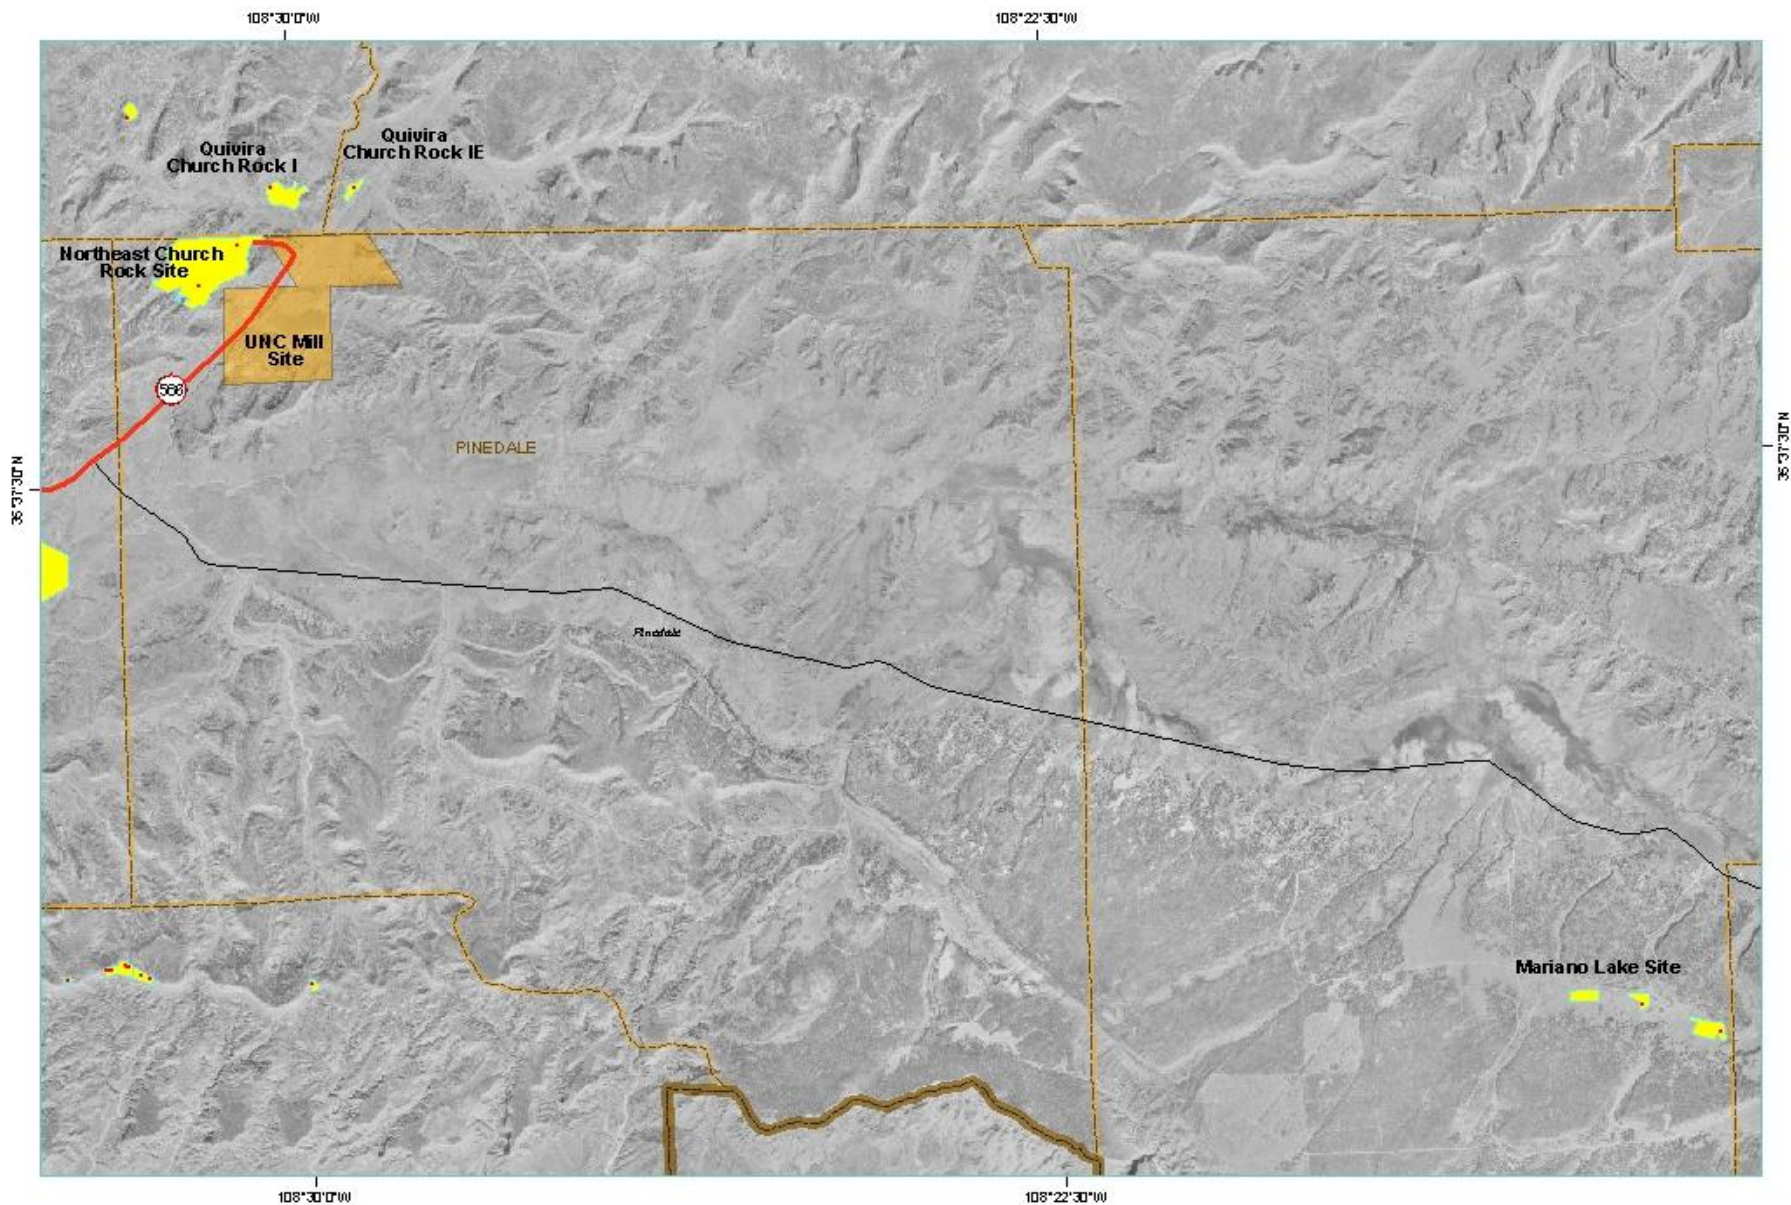 108°30'0"W
108°22'30"W
Quivira
Church Rock IE
Quivira
Church Rock I
Northeast Church
Rock Site
UNC Mill
Site
566
PINEDALE
35°37'30"N
35°37'30"N
Pinedale
Mariano Lake Site
108°30'0"W
108°22'30"W